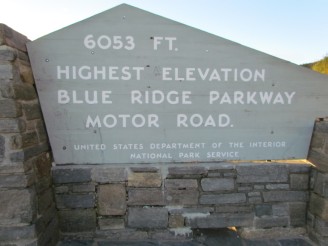 6053 FT.
HIGHEST ELEVATION
BLUE RIDGE PARKWAY
MOTOR ROAD.
UNITED STATES DEPARTMENT OF THE INTERIOR
NATIONAL PARK SERVICE